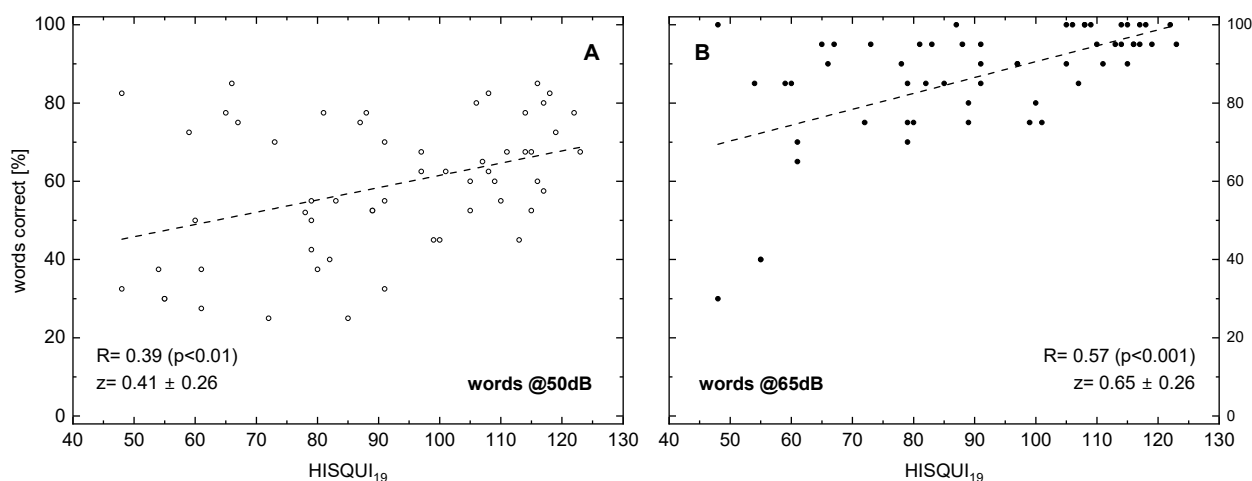 100
80
60
40
20
0
words correct [%]
A
R= 0.39 (p<0.01)
z= 0.41 ± 0.26
words @50dB
40 50 60 70 80 90 100 110 120 130
HISQUI19
B
words @65dB
R= 0.57 (p<0.001)
z= 0.65 ± 0.26
100
80
60
40
20
0
40 50 60 70 80 90 100 110 120 130
HISQUI19